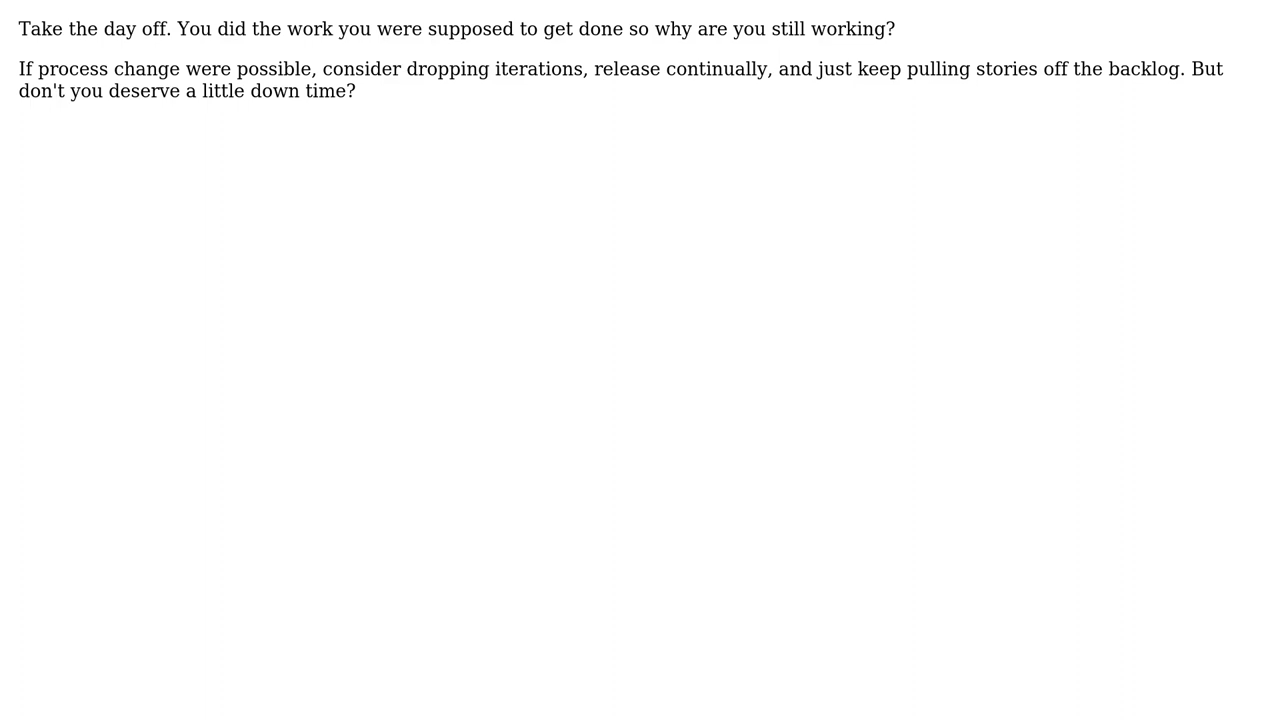 Take the day off. You did the work you were supposed to get done so why are you still working?
If process change were possible, consider dropping iterations, release continually, and just keep pulling stories off the backlog. But
don't you deserve a little down time?